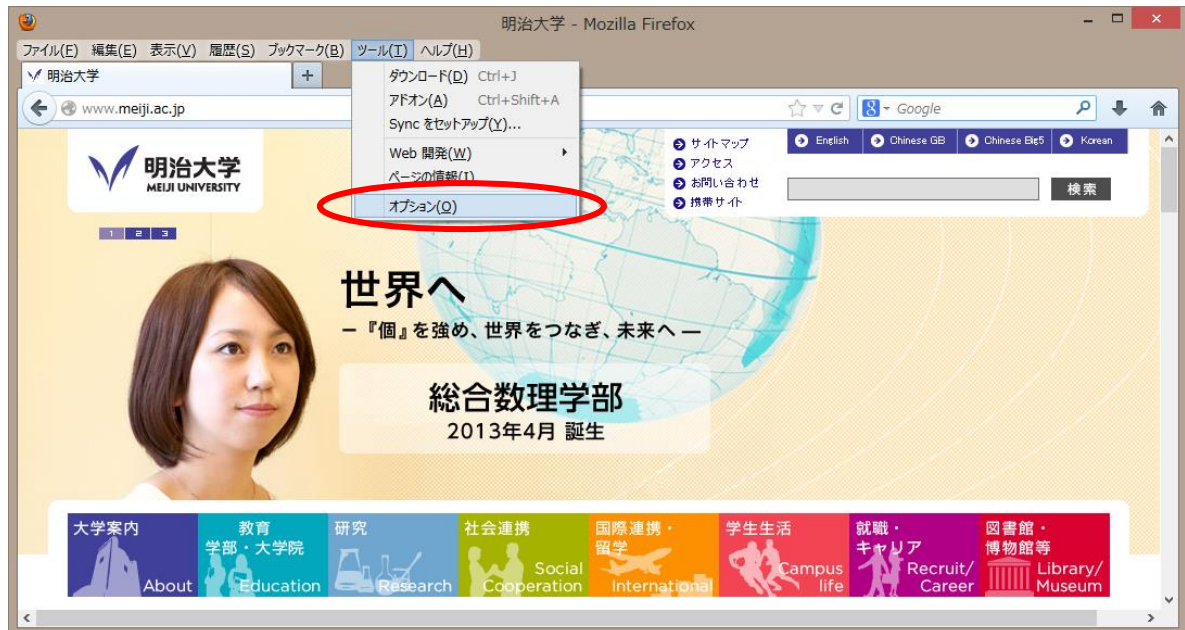 明治大学 - Mozilla Firefox
ファイル(F) 編集(E) 表示(V) 履歴(S) ブックマーク(B) ツール(T) ヘルプ(H)
明治大学 +
ダウンロード(D) Ctrl+J
アドオン(A) Ctrl+Shift+A
Sync をセットアップ(Y)...
Web 開発(W)
ページの情報(I)
オプション(O)
www.meiji.ac.jp
Google
明治大学
MEIJI UNIVERSITY
サイトマップ
アクセス
お問い合わせ
携帯サイト
English Chinese GB Chinese Big5 Korean
検索
1 2 3
世界へ
―『個』を強め、世界をつなぎ、未来へ ―
総合数理学部
2013年4月 誕生
大学案内
About
教育
学部・大学院
Education
研究
Research
社会連携
Social
Cooperation
国際連携・
留学
International
学生生活
Campus
life
就職・
キャリア
Recruit/
Career
図書館・
博物館等
Library/
Museum